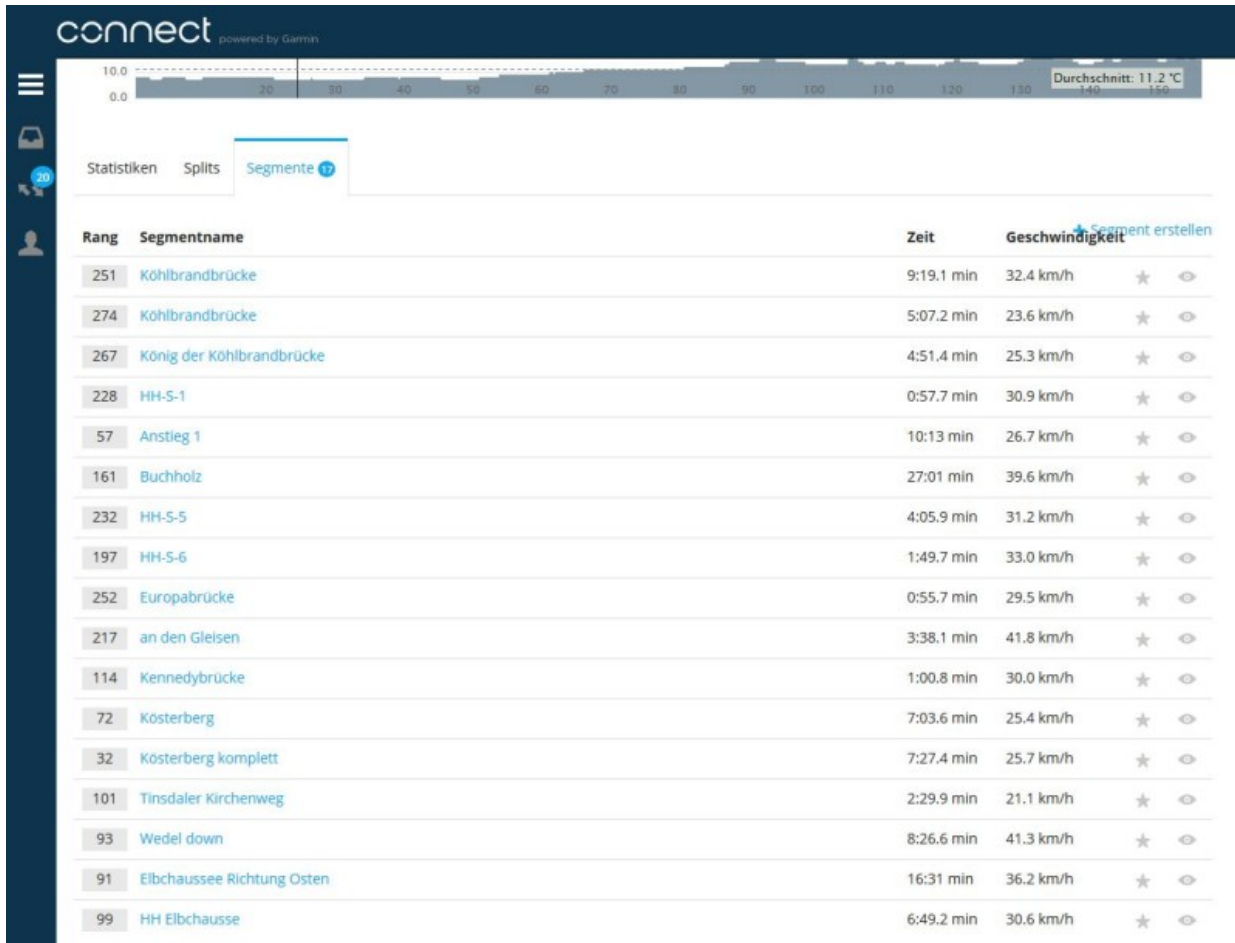 connect powered by Garmin
10.0
0.0
20 30 40 50 60 70 80 90 100 110 120 130 140 150
Durchschnitt: 11.2 °C
20
Statistiken Splits Segmente 17
Segment erstellen
Rang Segmentname Zeit Geschwindigkeit
251 Köhlbrandbrücke 9:19.1 min 32.4 km/h
274 Köhlbrandbrücke 5:07.2 min 23.6 km/h
267 König der Köhlbrandbrücke 4:51.4 min 25.3 km/h
228 HH-S-1 0:57.7 min 30.9 km/h
57 Anstieg 1 10:13 min 26.7 km/h
161 Buchholz 27:01 min 39.6 km/h
232 HH-S-5 4:05.9 min 31.2 km/h
197 HH-S-6 1:49.7 min 33.0 km/h
252 Europabrücke 0:55.7 min 29.5 km/h
217 an den Gleisen 3:38.1 min 41.8 km/h
114 Kennedybrücke 1:00.8 min 30.0 km/h
72 Kösterberg 7:03.6 min 25.4 km/h
32 Kösterberg komplett 7:27.4 min 25.7 km/h
101 Tinsdaler Kirchenweg 2:29.9 min 21.1 km/h
93 Wedel down 8:26.6 min 41.3 km/h
91 Elbchaussee Richtung Osten 16:31 min 36.2 km/h
99 HH Elbchausse 6:49.2 min 30.6 km/h